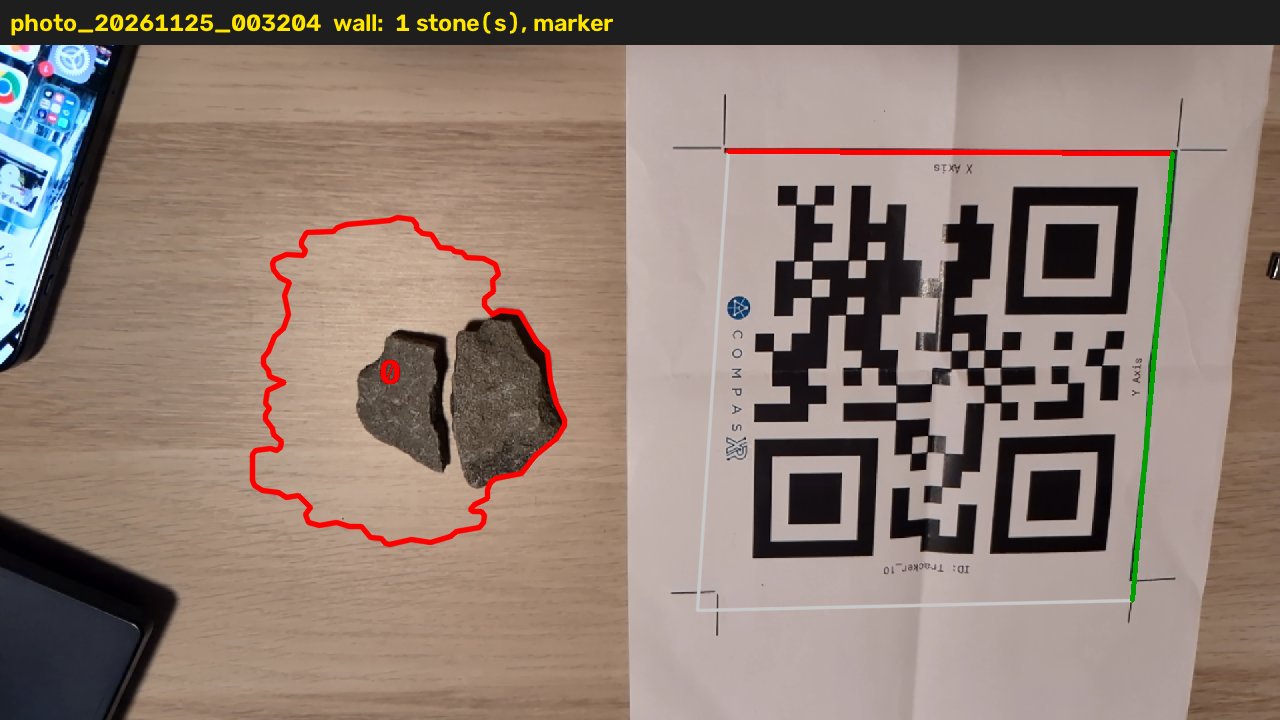 photo_20261125_003204 wall: 1 stone(s), marker
X Axis
0
COMPAS XR
Y Axis
ID: Tracker_10